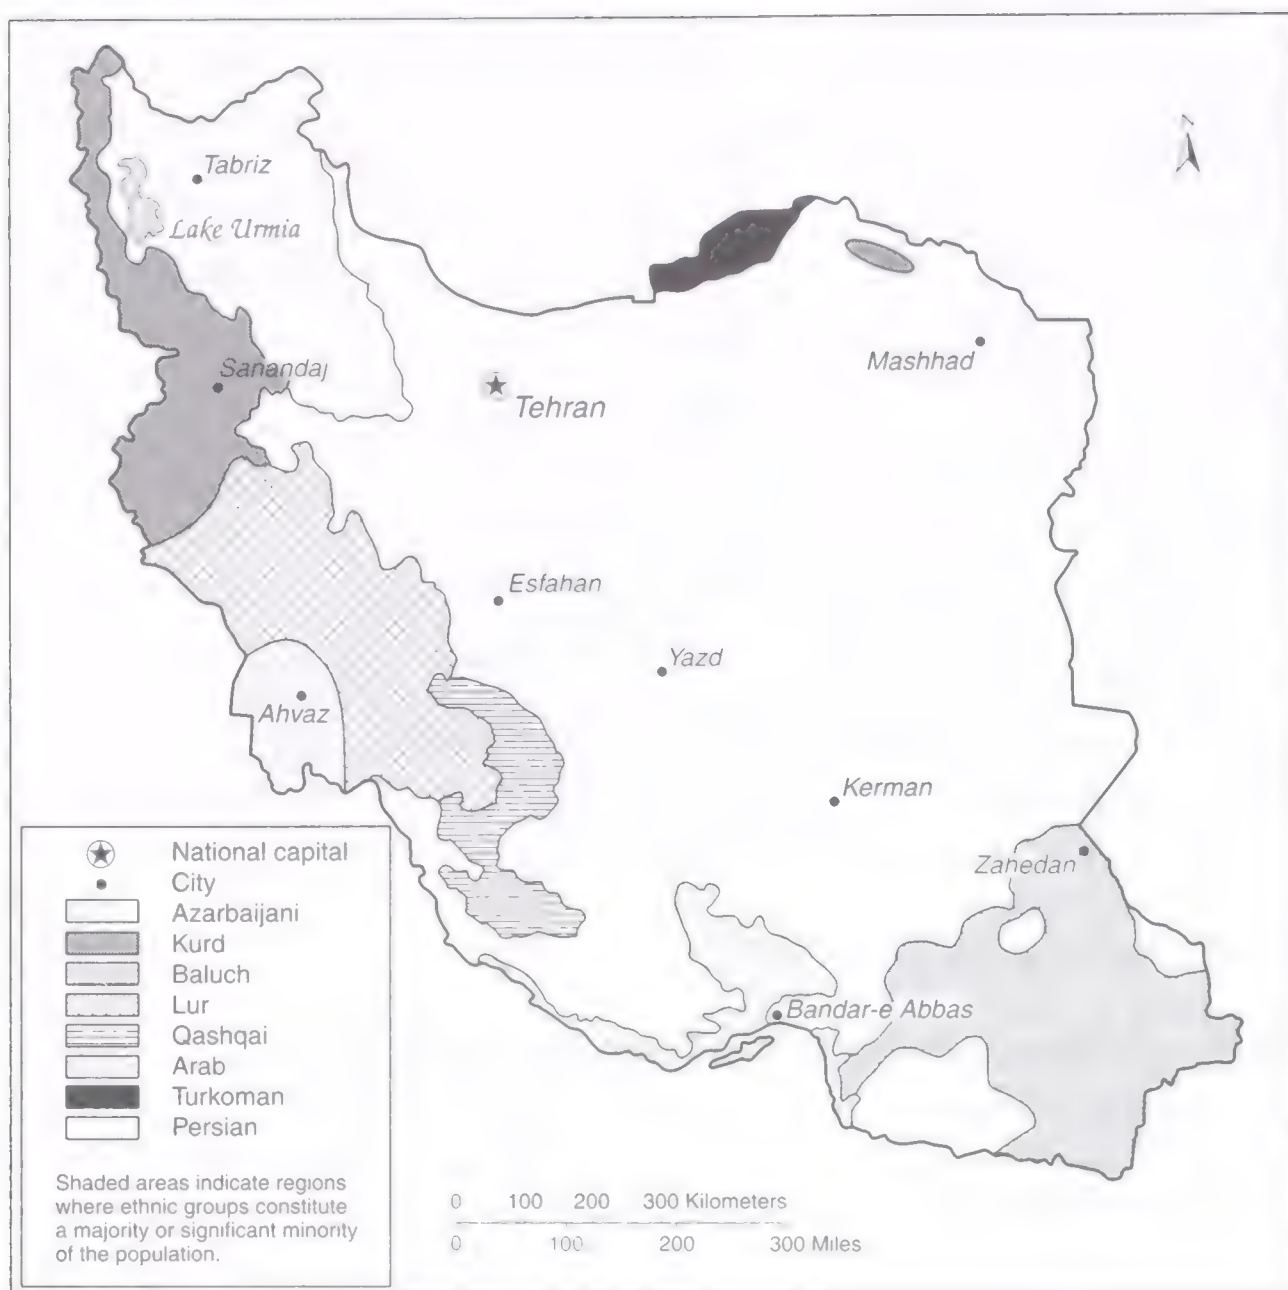 N
Tabriz
Lake Urmia
Mashhad
Sanandaj
Tehran
Esfahan
Yazd
Ahvaz
Kerman
Zahedan
Bandar-e Abbas
National capital
City
Azarbaijani
Kurd
Baluch
Lur
Qashqai
Arab
Turkoman
Persian
Shaded areas indicate regions
where ethnic groups constitute
a majority or significant minority
of the population.
0 100 200 300 Kilometers
0 100 200 300 Miles